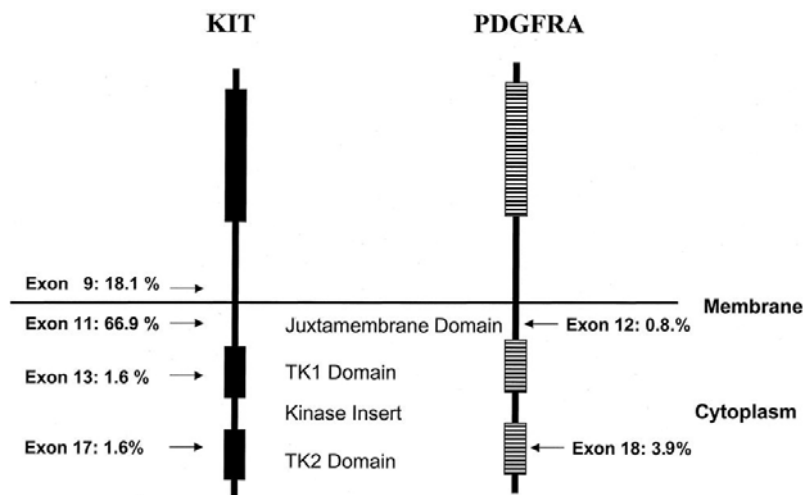 KIT
PDGFRA
Exon 9: 18.1 %
Membrane
Exon 11: 66.9 %
Juxtamembrane Domain
Exon 12: 0.8.%
Exon 13: 1.6 %
TK1 Domain
Kinase Insert
Cytoplasm
Exon 17: 1.6%
TK2 Domain
Exon 18: 3.9%